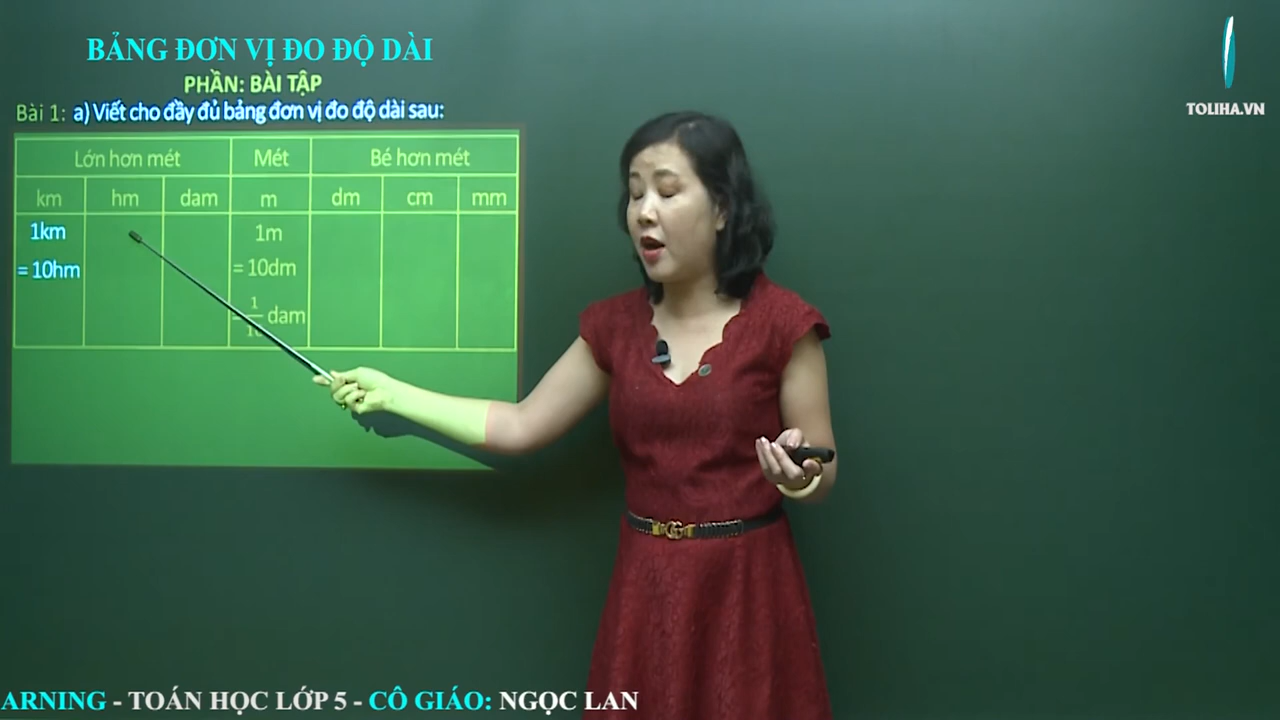 BẢNG ĐƠN VỊ ĐO ĐỘ DÀI
PHẦN: BÀI TẬP
Bài 1: a) Viết cho đầy đủ bảng đơn vị đo độ dài sau:
Lớn hơn mét Mét Bé hơn mét
km hm dam m dm cm mm
1km 1m
= 10hm = 10dm
1 dam
TOLIHA.VN
ARNING - TOÁN HỌC LỚP 5 - CÔ GIÁO: NGỌC LAN